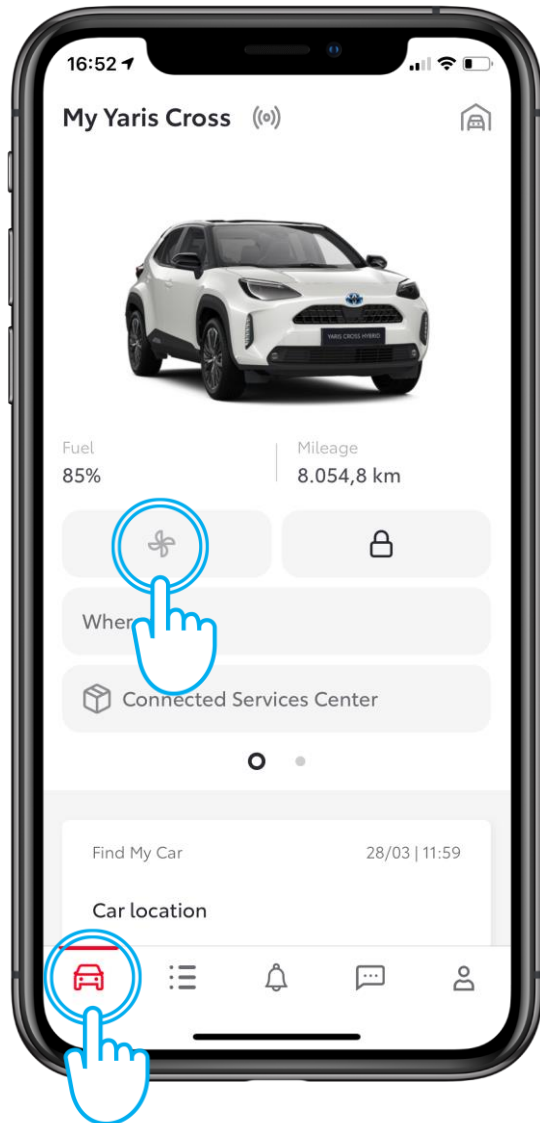 16:52
My Yaris Cross
YARIS CROSS HYBRID
Fuel
Mileage
85%
8.054,8 km
Connected Services Center
Find My Car
28/03 | 11:59
Car location